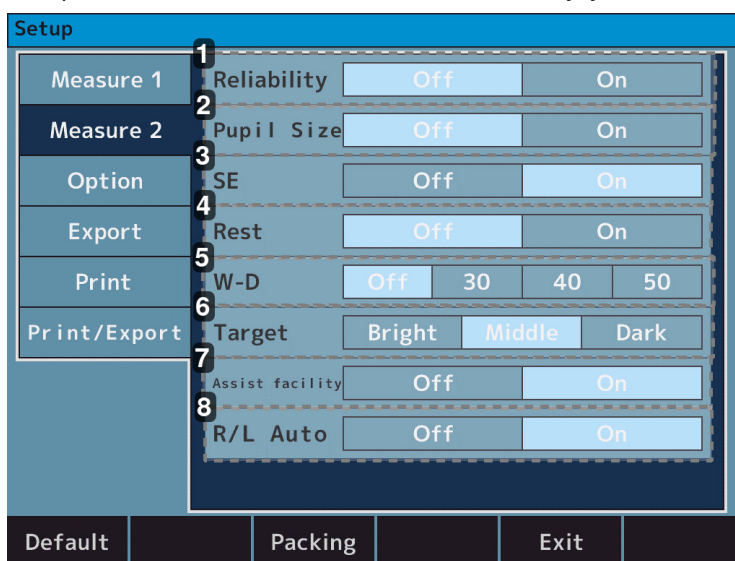 Setup
Measure 1
Measure 2
Option
Export
Print
Print/Export
1
Reliability Off On
2
Pupil Size Off On
3
SE Off On
4
Rest Off On
5
W-D Off 30 40 50
6
Target Bright Middle Dark
7
Assist facility Off On
8
R/L Auto Off On
Default Packing Exit